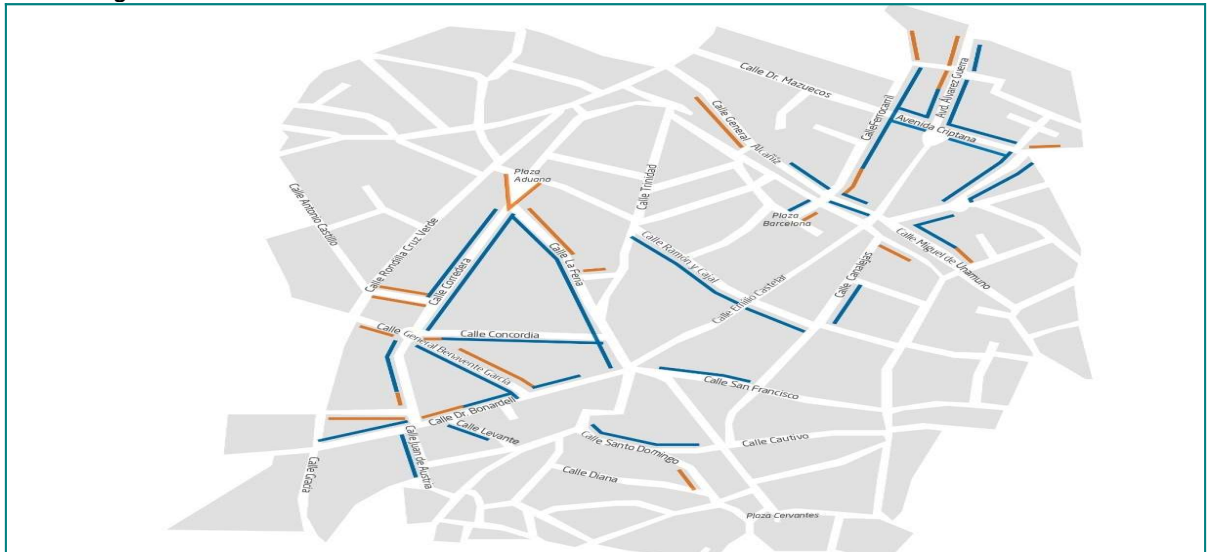 Calle Dr. Mazuecos
Calle Ferrocarril
Avd. Álvarez Guerra
Calle General Alcañiz
Avenida Criptana
Plaza
Aduana
Calle Trinidad
Calle Antonio Castillo
Calle Rondilla Cruz Verde
Plaza
Barcelona
Calle Corredera
Calle La Feria
Calle Ramón y Cajal
Calle Miguel de Unamuno
Calle Canalejas
Calle Emilio Castelar
Calle Concordia
Calle General Benavente García
Calle San Francisco
Calle Dr. Bonardell
Calle Levante
Calle Santo Domingo
Calle Cautivo
Calle Juan de Austria
Calle Gracia
Calle Diana
Plaza Cervantes